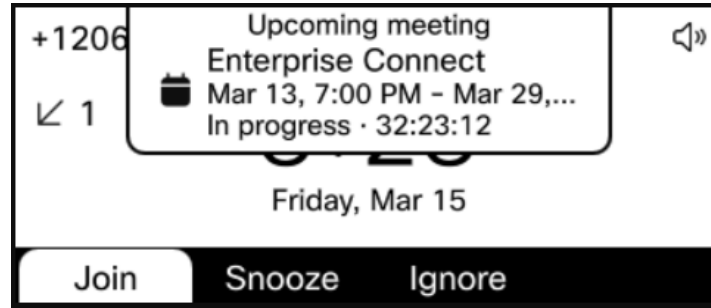 +1206
Upcoming meeting
Enterprise Connect
Mar 13, 7:00 PM – Mar 29,...
In progress · 32:23:12
↙ 1
Friday, Mar 15
Join Snooze Ignore